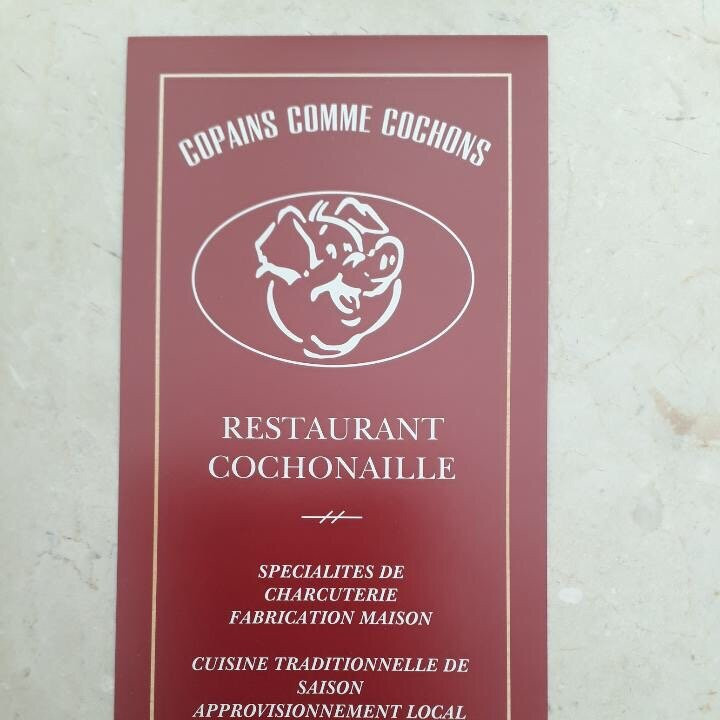 COPAINS COMME COCHONS
RESTAURANT
COCHONAILLE
SPECIALITES DE
CHARCUTERIE
FABRICATION MAISON
CUISINE TRADITIONNELLE DE
SAISON
APPROVISIONNEMENT LOCAL